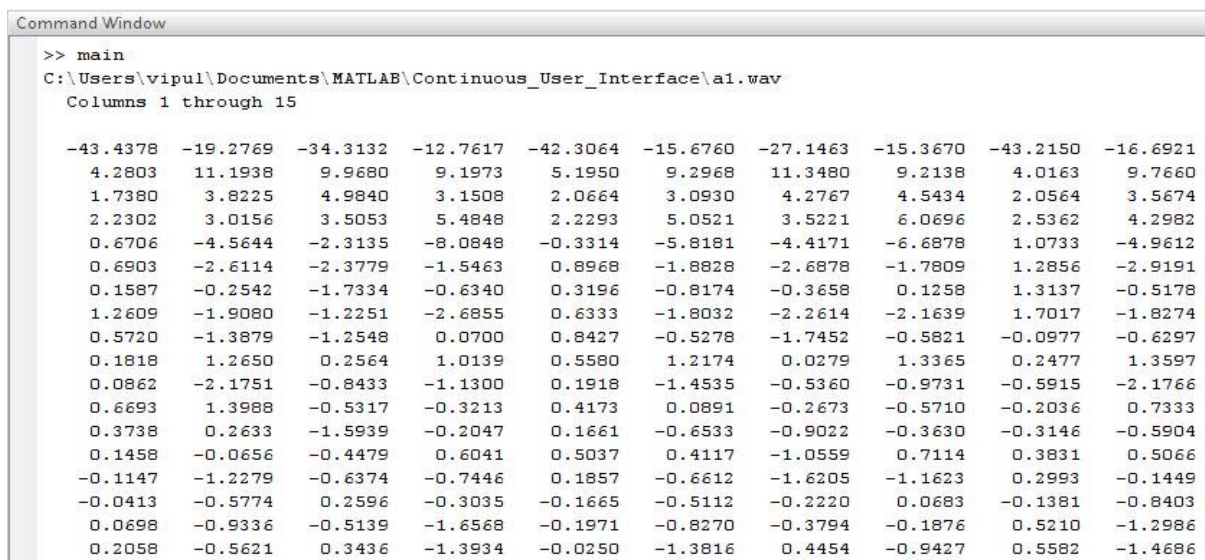 Command Window
>> main
C:\Users\vipul\Documents\MATLAB\Continuous_User_Interface\a1.wav
Columns 1 through 15
-43.4378 -19.2769 -34.3132 -12.7617 -42.3064 -15.6760 -27.1463 -15.3670 -43.2150 -16.6921
4.2803 11.1938 9.9680 9.1973 5.1950 9.2968 11.3480 9.2138 4.0163 9.7660
1.7380 3.8225 4.9840 3.1508 2.0664 3.0930 4.2767 4.5434 2.0564 3.5674
2.2302 3.0156 3.5053 5.4848 2.2293 5.0521 3.5221 6.0696 2.5362 4.2982
0.6706 -4.5644 -2.3135 -8.0848 -0.3314 -5.8181 -4.4171 -6.6878 1.0733 -4.9612
0.6903 -2.6114 -2.3779 -1.5463 0.8968 -1.8828 -2.6878 -1.7809 1.2856 -2.9191
0.1587 -0.2542 -1.7334 -0.6340 0.3196 -0.8174 -0.3658 0.1258 1.3137 -0.5178
1.2609 -1.9080 -1.2251 -2.6855 0.6333 -1.8032 -2.2614 -2.1639 1.7017 -1.8274
0.5720 -1.3879 -1.2548 0.0700 0.8427 -0.5278 -1.7452 -0.5821 -0.0977 -0.6297
0.1818 1.2650 0.2564 1.0139 0.5580 1.2174 0.0279 1.3365 0.2477 1.3597
0.0862 -2.1751 -0.8433 -1.1300 0.1918 -1.4535 -0.5360 -0.9731 -0.5915 -2.1766
0.6693 1.3988 -0.5317 -0.3213 0.4173 0.0891 -0.2673 -0.5710 -0.2036 0.7333
0.3738 0.2633 -1.5939 -0.2047 0.1661 -0.6533 -0.9022 -0.3630 -0.3146 -0.5904
0.1458 -0.0656 -0.4479 0.6041 0.5037 0.4117 -1.0559 0.7114 0.3831 0.5066
-0.1147 -1.2279 -0.6374 -0.7446 0.1857 -0.6612 -1.6205 -1.1623 0.2993 -0.1449
-0.0413 -0.5774 0.2596 -0.3035 -0.1665 -0.5112 -0.2220 0.0683 -0.1381 -0.8403
0.0698 -0.9336 -0.5139 -1.6568 -0.1971 -0.8270 -0.3794 -0.1876 0.5210 -1.2986
0.2058 -0.5621 0.3436 -1.3934 -0.0250 -1.3816 0.4454 -0.9427 0.5582 -1.4686